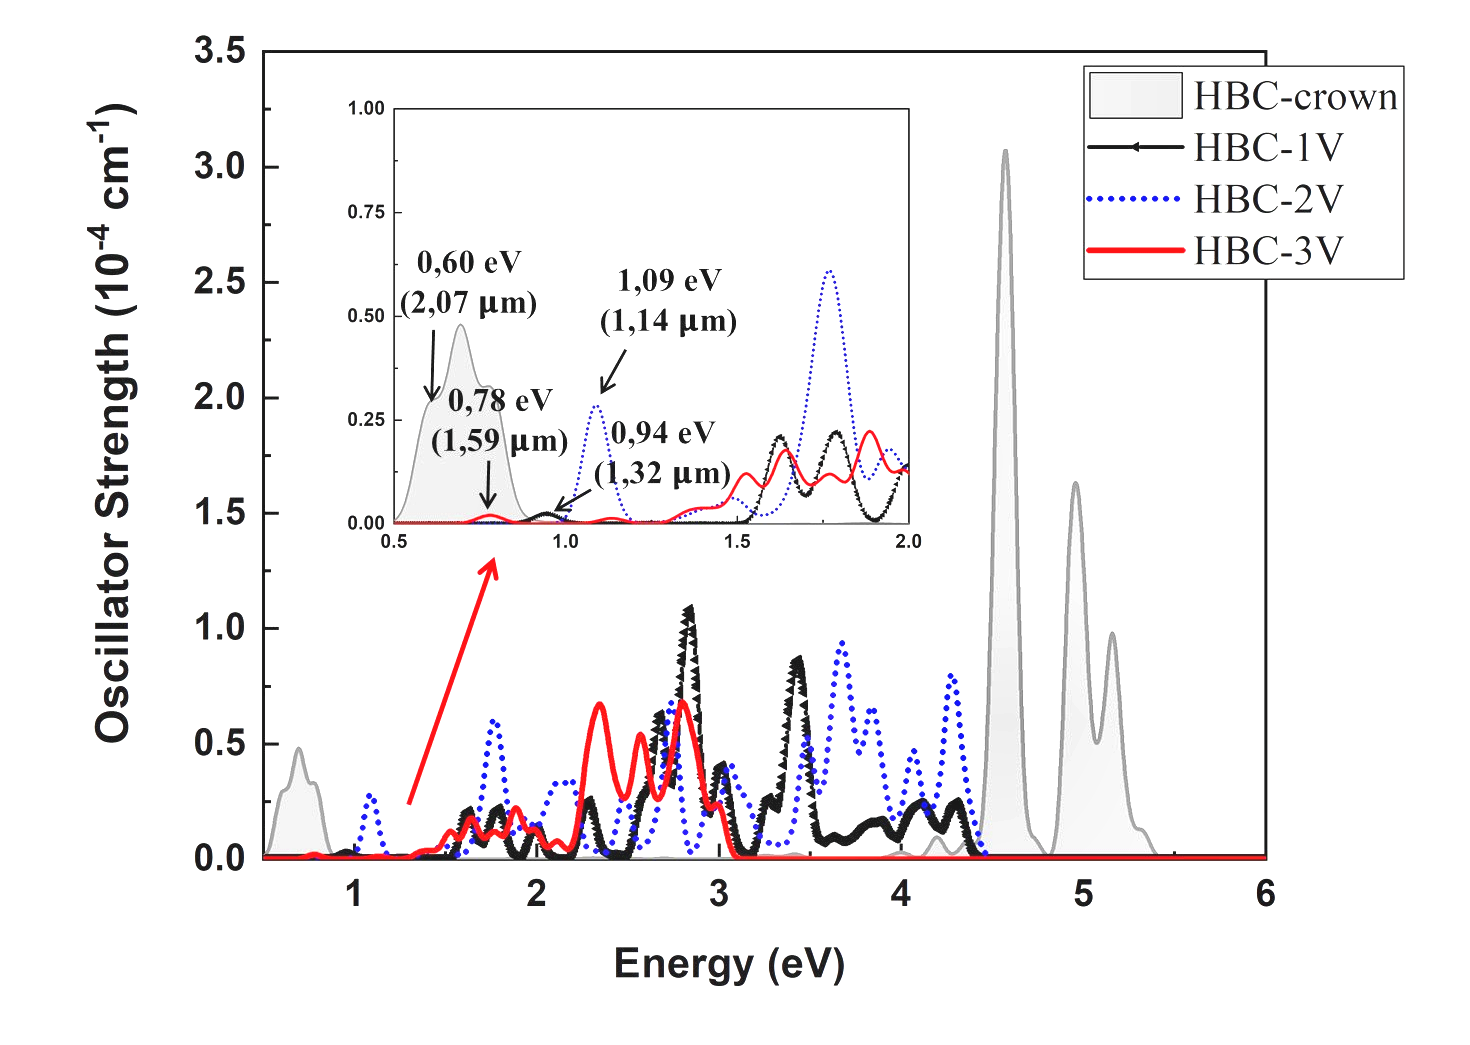 Oscillator Strength (10-4 cm-1)
3.5
3.0
2.5
2.0
1.5
1.0
0.5
0.0
1
2
3
4
5
6
Energy (eV)
HBC-crown
HBC-1V
HBC-2V
HBC-3V
1.00
0.75
0.50
0.25
0.00
0.5
1.0
1.5
2.0
0,60 eV
(2,07 μm)
1,09 eV
(1,14 μm)
0,78 eV
(1,59 μm)
0,94 eV
(1,32 μm)